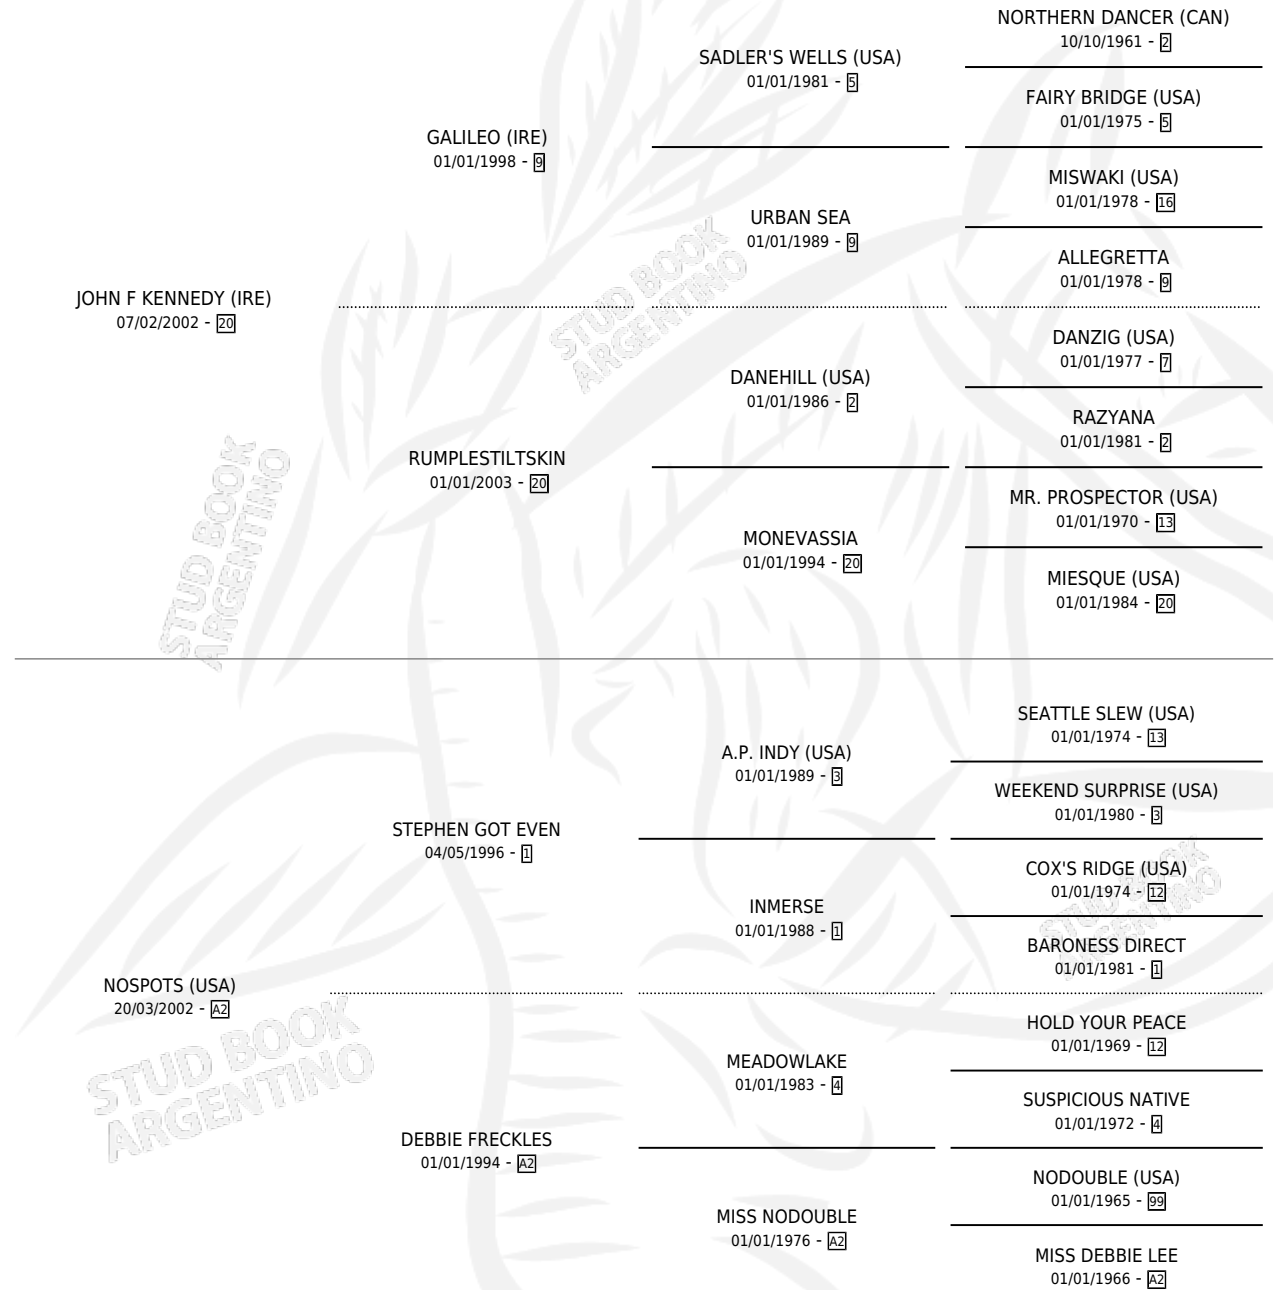 NORTHERN DANCER (CAN)
10/10/1961 - 2
SADLER'S WELLS (USA)
01/01/1981 - 5
FAIRY BRIDGE (USA)
01/01/1975 - 5
GALILEO (IRE)
01/01/1998 - 9
MISWAKI (USA)
01/01/1978 - 16
URBAN SEA
01/01/1989 - 9
ALLEGRETTA
01/01/1978 - 9
JOHN F KENNEDY (IRE)
07/02/2002 - 20
DANZIG (USA)
01/01/1977 - 7
DANEHILL (USA)
01/01/1986 - 2
RAZYANA
01/01/1981 - 2
RUMPLESTILTSKIN
01/01/2003 - 20
MR. PROSPECTOR (USA)
01/01/1970 - 13
MONEVASSIA
01/01/1994 - 20
MIESQUE (USA)
01/01/1984 - 20
SEATTLE SLEW (USA)
01/01/1974 - 13
A.P. INDY (USA)
01/01/1989 - 3
WEEKEND SURPRISE (USA)
01/01/1980 - 3
STEPHEN GOT EVEN
04/05/1996 - 1
COX'S RIDGE (USA)
01/01/1974 - 12
INMERSE
01/01/1988 - 1
BARONESS DIRECT
01/01/1981 - 1
NOSPOTS (USA)
20/03/2002 - A2
HOLD YOUR PEACE
01/01/1969 - 12
MEADOWLAKE
01/01/1983 - 4
SUSPICIOUS NATIVE
01/01/1972 - 4
DEBBIE FRECKLES
01/01/1994 - A2
NODOUBLE (USA)
01/01/1965 - 99
MISS NODOUBLE
01/01/1976 - A2
MISS DEBBIE LEE
01/01/1966 - A2
STUD BOOK
ARGENTINO
STUD BOOK
ARGENTINO
STUD BOOK
ARGENTINO
STUD BOOK
ARGENTINO